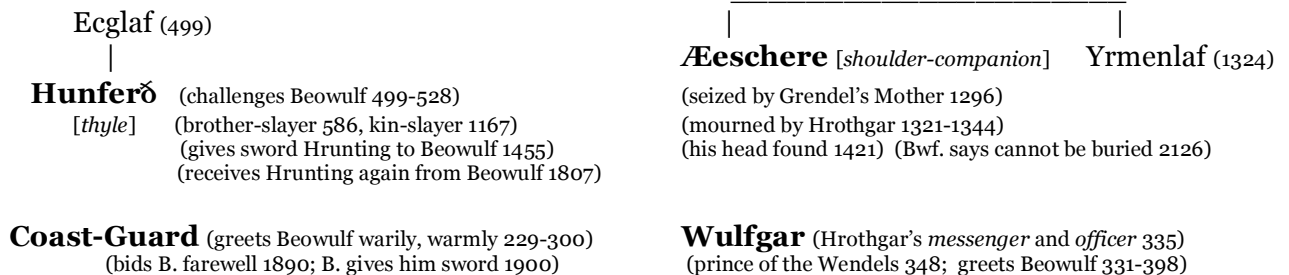 Ecglaf (499)
Hunferð (challenges Beowulf 499-528)
[thyle] (brother-slayer 586, kin-slayer 1167)
(gives sword Hrunting to Beowulf 1455)
(receives Hrunting again from Beowulf 1807)
Æeschere [shoulder-companion] Yrmenlaf (1324)
(seized by Grendel’s Mother 1296)
(mourned by Hrothgar 1321-1344)
(his head found 1421) (Bwf. says cannot be buried 2126)
Coast-Guard (greets Beowulf warily, warmly 229-300)
(bids B. farewell 1890; B. gives him sword 1900)
Wulfgar (Hrothgar’s messenger and officer 335)
(prince of the Wendels 348; greets Beowulf 331-398)